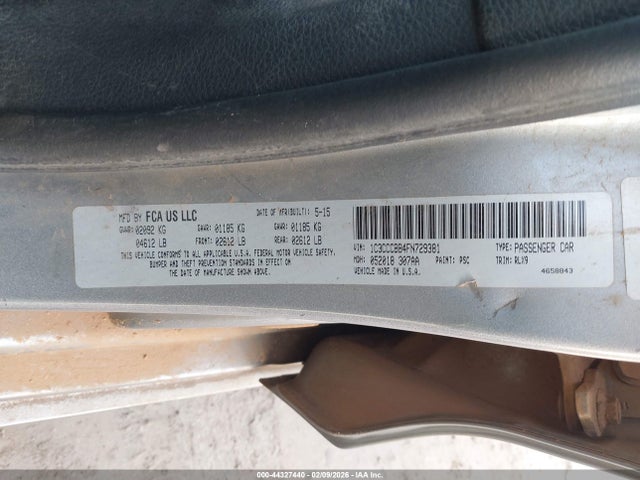 MFD BY FCA US LLC
DATE OF MFR(BUILT): 5-15
GVWR: 02092 KG GAWR: 01185 KG GAWR: 01185 KG
04612 LB FRONT: 02612 LB REAR: 02612 LB
THIS VEHICLE CONFORMS TO ALL APPLICABLE U.S.A. FEDERAL MOTOR VEHICLE SAFETY,
BUMPER AND THEFT PREVENTION STANDARDS IN EFFECT ON
THE DATE OF MANUFACTURE SHOWN ABOVE.
VIN: 1C3CCCBB4FN729381 TYPE: PASSENGER CAR
MDH: 052018 307AA PAINT: PSC TRIM: RLX9
VEHICLE MADE IN U.S.A. 4658843
000-44327440 - 02/09/2026 - IAA, Inc.